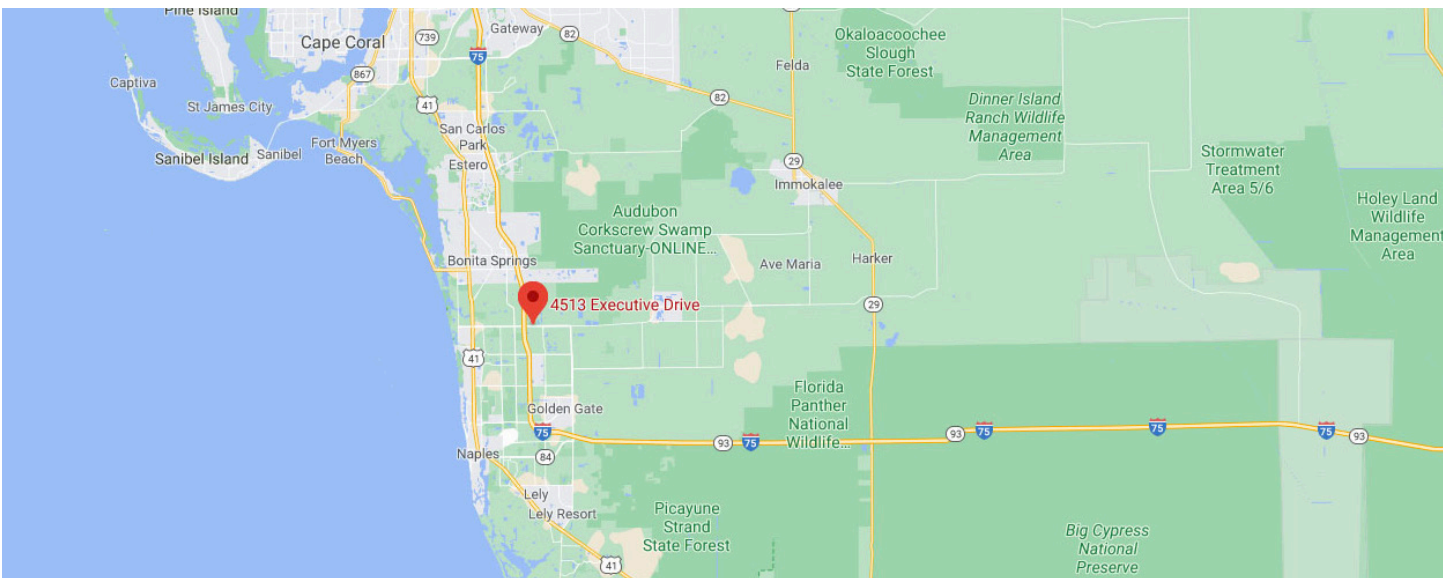 Pine Island
Cape Coral
739
Gateway
82
75
867
Captiva
St James City
41
Felda
Okaloacoochee
Slough
State Forest
82
Dinner Island
Ranch Wildlife
Management
Area
San Carlos
Park
Estero
Fort Myers
Beach
Sanibel Island
Sanibel
29
Immokalee
Stormwater
Treatment
Area 5/6
Holey Land
Wildlife
Management
Area
Audubon
Corkscrew Swamp
Sanctuary-ONLINE...
Bonita Springs
Ave Maria
Harker
4513 Executive Drive
29
41
Florida
Panther
National
Wildlife...
Golden Gate
75
93
75
93
75
75
75
93
Naples
84
Lely
Lely Resort
Picayune
Strand
State Forest
41
Big Cypress
National
Preserve